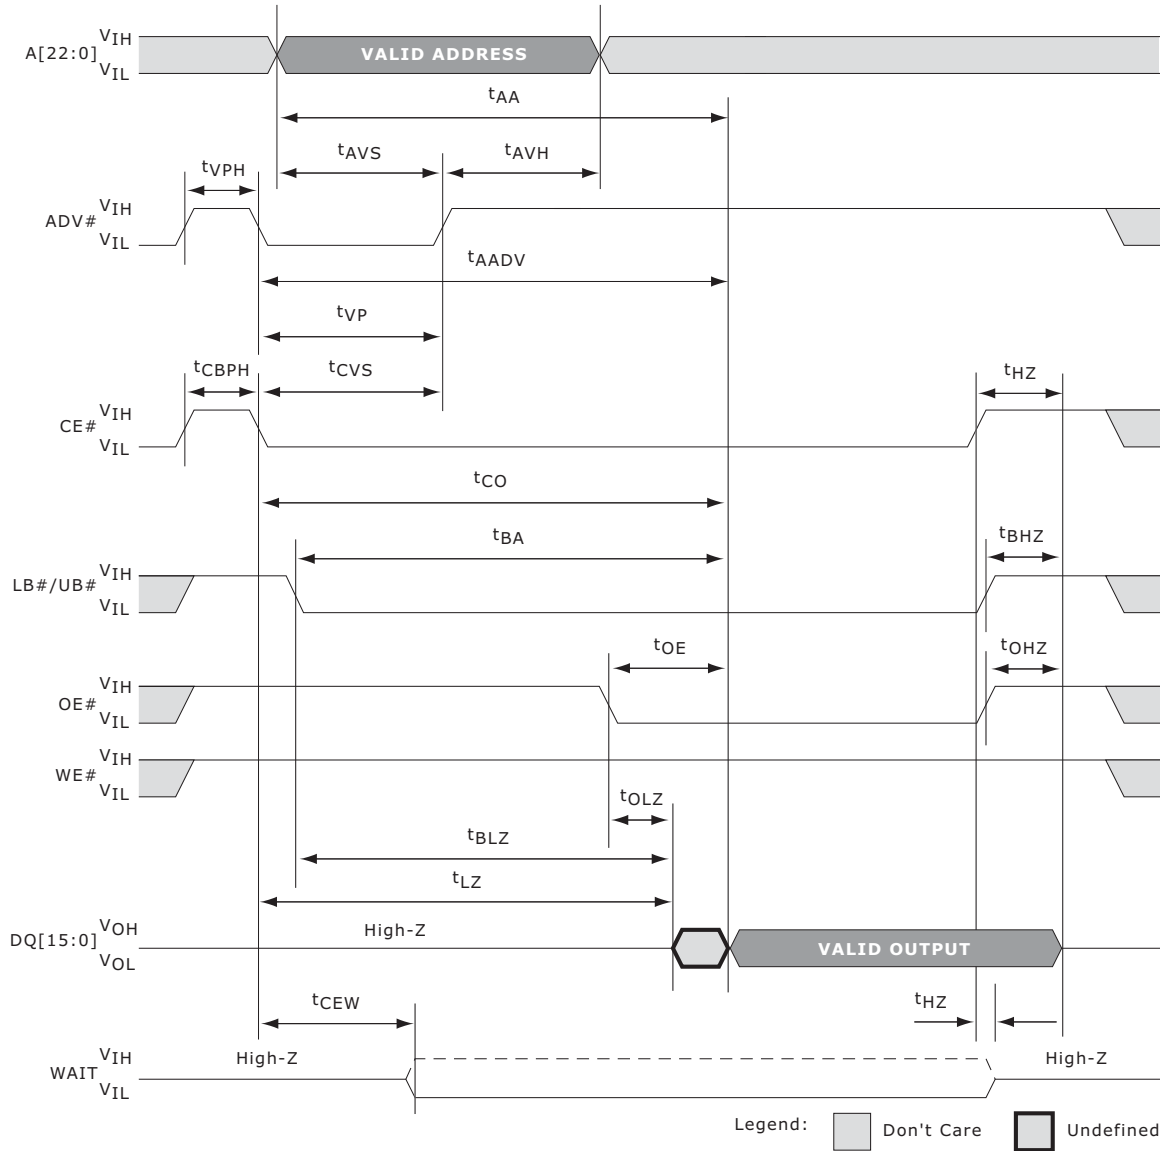 A[22:0] VIH
VIL
VALID ADDRESS
tAA
tAVS
tAVH
tVPH
ADV# VIH
VIL
tAADV
tVP
tCBPH
tCVS
tHZ
CE# VIH
VIL
tCO
tBA
tBHZ
LB#/UB# VIH
VIL
tOE
tOHZ
OE# VIH
VIL
WE# VIH
VIL
tOLZ
tBLZ
tLZ
DQ[15:0] VOH
VOL
High-Z
VALID OUTPUT
tCEW
tHZ
WAIT VIH
VIL
High-Z
High-Z
Legend: Don't Care Undefined